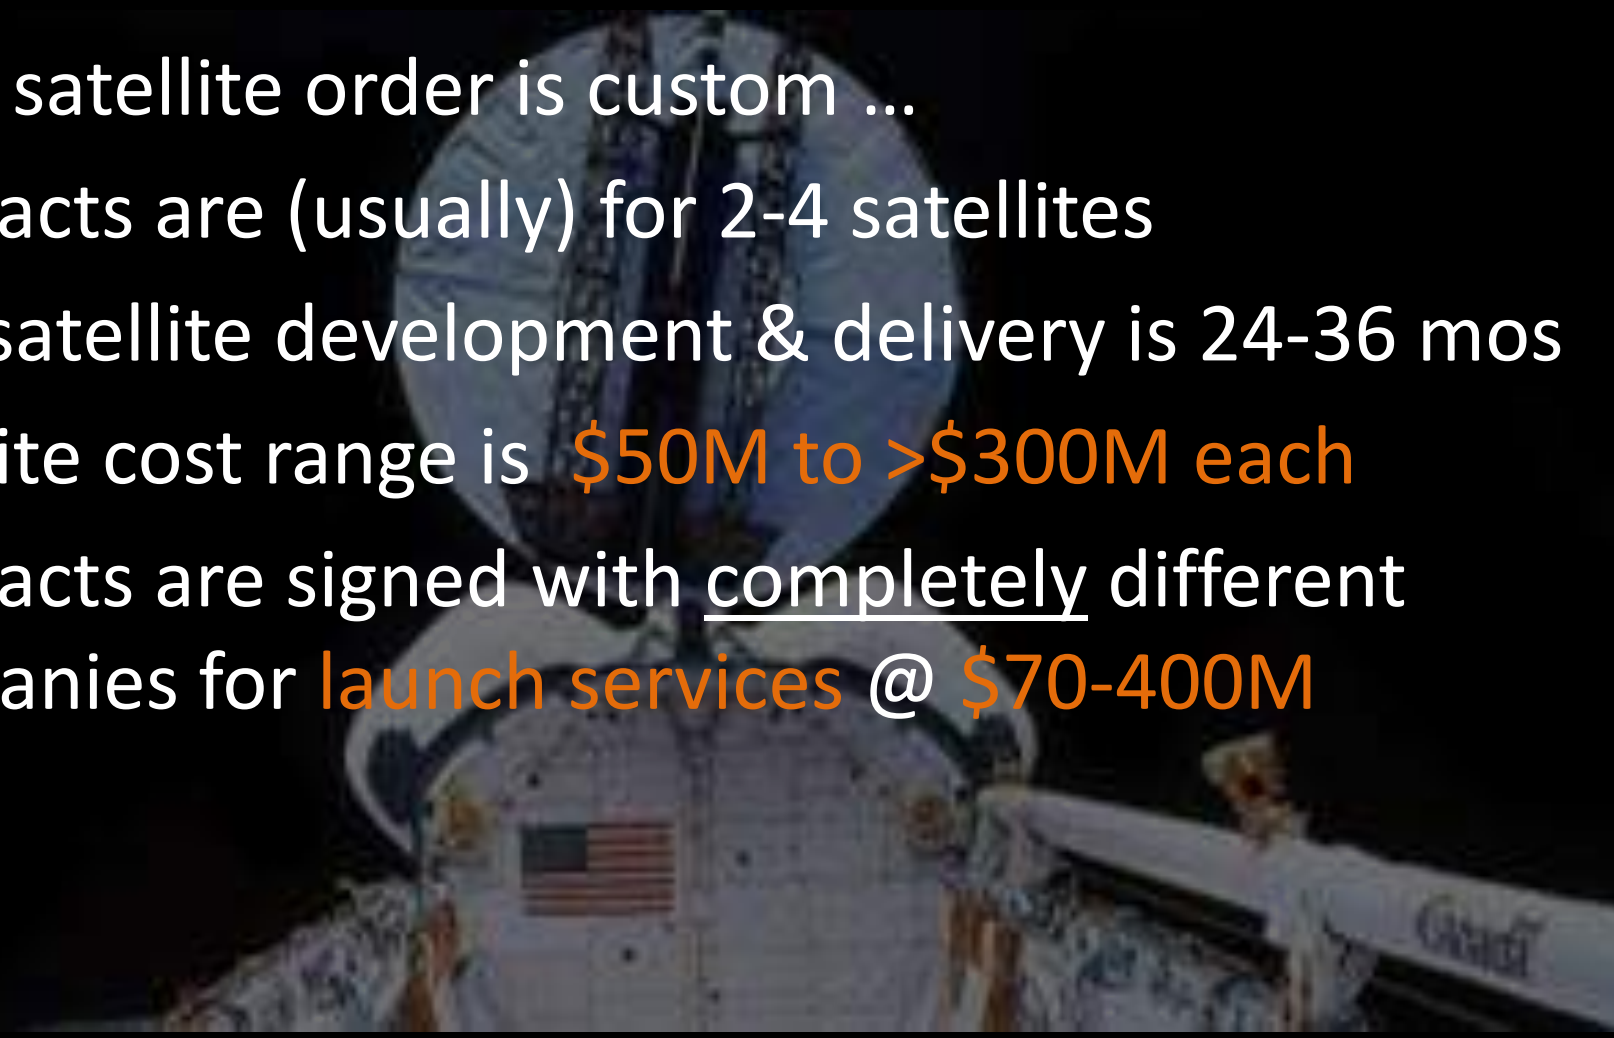 satellite order is custom ...
acts are (usually) for 2-4 satellites
satellite development & delivery is 24-36 mos
ite cost range is $50M to >$300M each
acts are signed with completely different
anies for launch services @ $70-400M
Canada